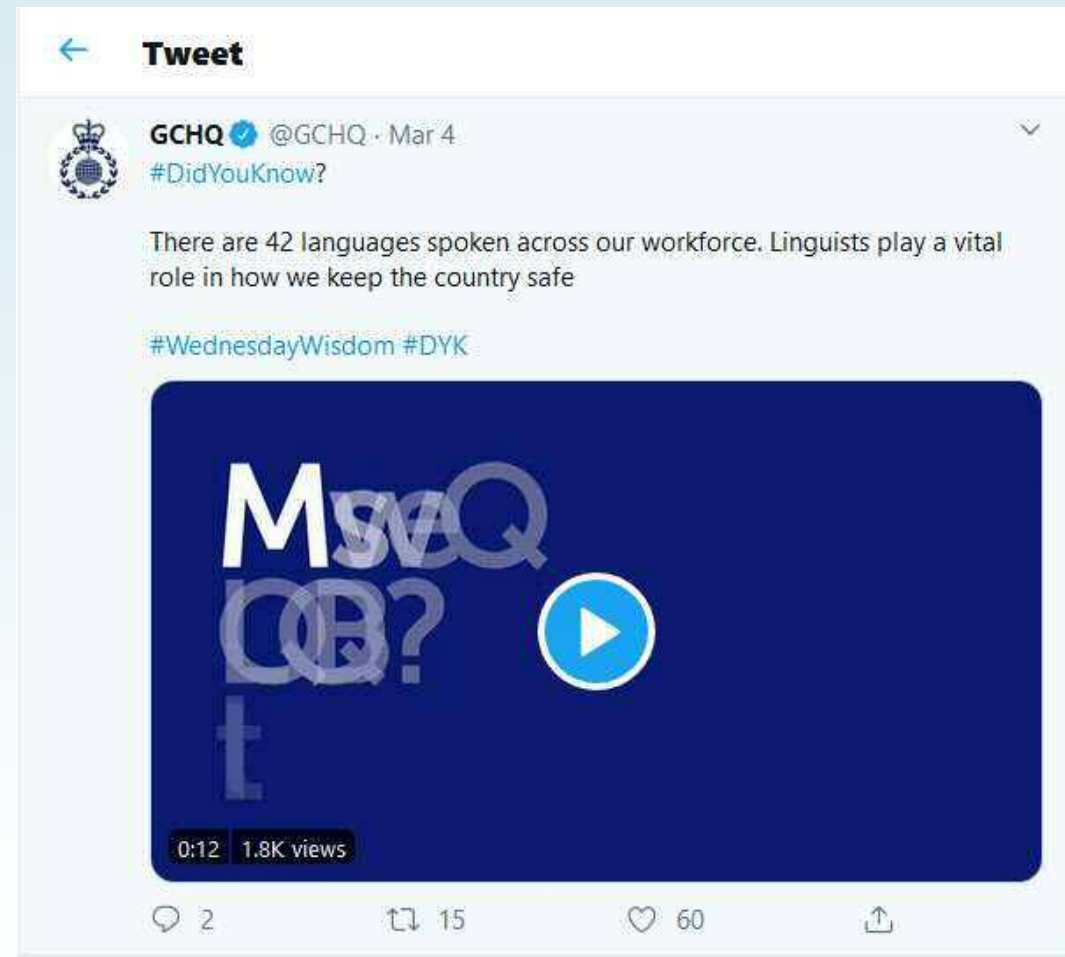 Tweet
GCHQ @GCHQ · Mar 4
#DidYouKnow?
There are 42 languages spoken across our workforce. Linguists play a vital
role in how we keep the country safe
#WednesdayWisdom #DYK
M
?
t
0:12 1.8K views
2 15 60